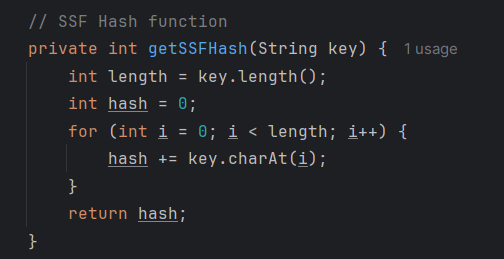 // SSF Hash function
private int getSSFHash(String key) { 1 usage
    int length = key.length();
    int hash = 0;
    for (int i = 0; i < length; i++) {
        hash += key.charAt(i);
    }
    return hash;
}